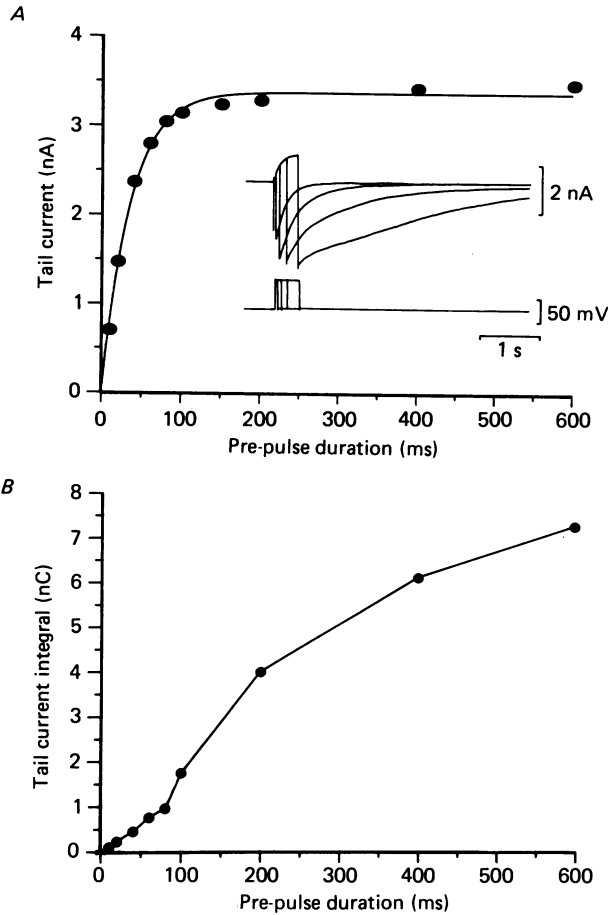 A
4
3
2
1
0
Tail current (nA)
2 nA
50 mV
1 s
0 100 200 300 400 500 600
Pre-pulse duration (ms)
B
8
7
6
5
4
3
2
1
0
Tail current integral (nC)
0 100 200 300 400 500 600
Pre-pulse duration (ms)